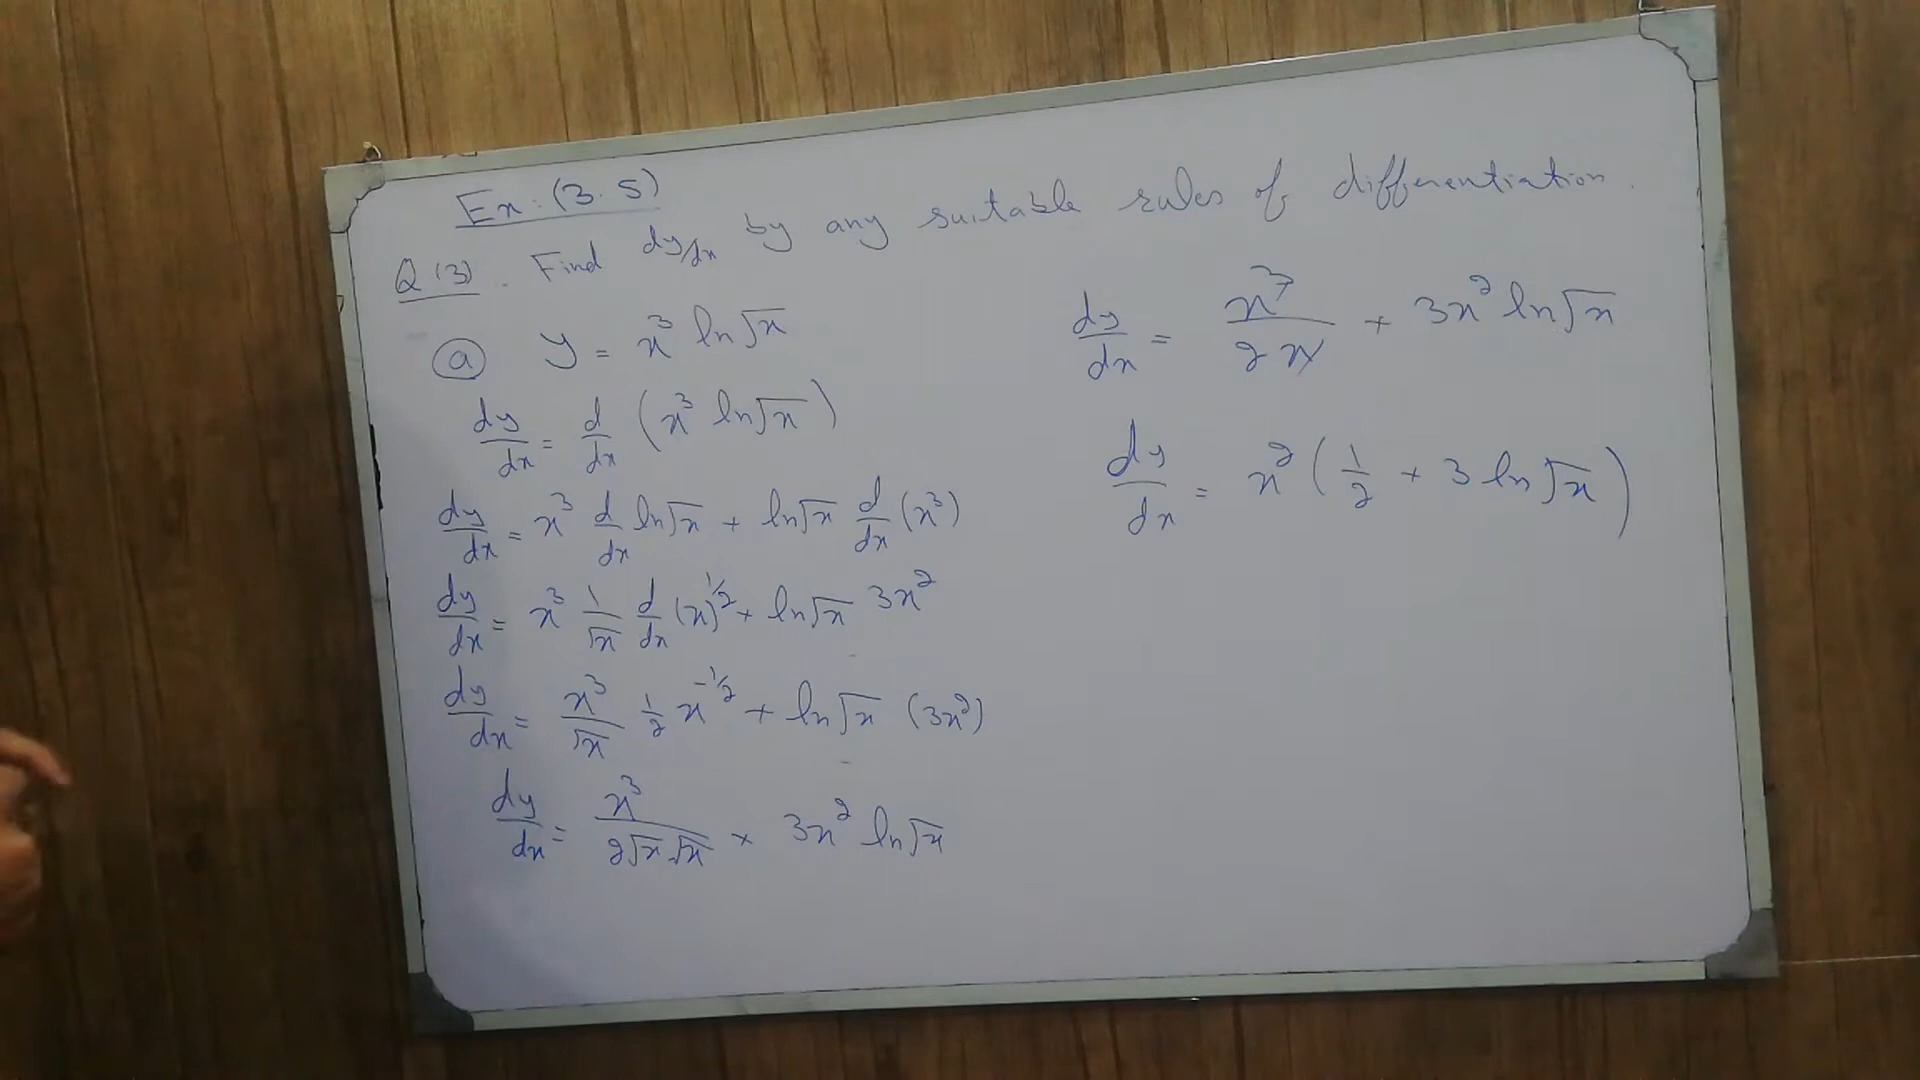 Ex: (3.5)
Q(3). Find dy/dx by any suitable rules of differentiation.
(a) y = x³ ln√x
dy/dx = d/dx (x³ ln√x)
dy/dx = x³ d/dx ln√x + ln√x d/dx (x³)
dy/dx = x³ 1/√x d/dx (x)^1/2 + ln√x 3x²
dy/dx = x³/√x 1/2 x^-1/2 + ln√x (3x²)
dy/dx = x³/2√x·√x × 3x² ln√x
dy/dx = x³/2x + 3x² ln√x
dy/dx = x² (1/2 + 3 ln√x)